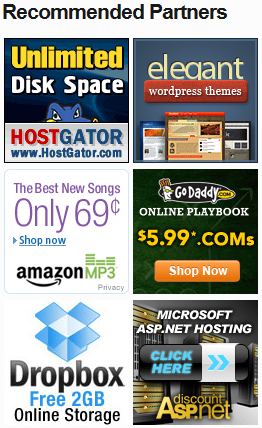 Recommended Partners
Unlimited
Disk Space
HOSTGATOR
www.HostGator.com
elegant
wordpress themes
The Best New Songs
Only 69¢
Shop now
amazonMP3
Privacy
GoDaddy.COM
ONLINE PLAYBOOK
$5.99*.COMs
Shop Now
Dropbox
Free 2GB
Online Storage
MICROSOFT
ASP.NET HOSTING
CLICK
HERE
discount
ASP.net